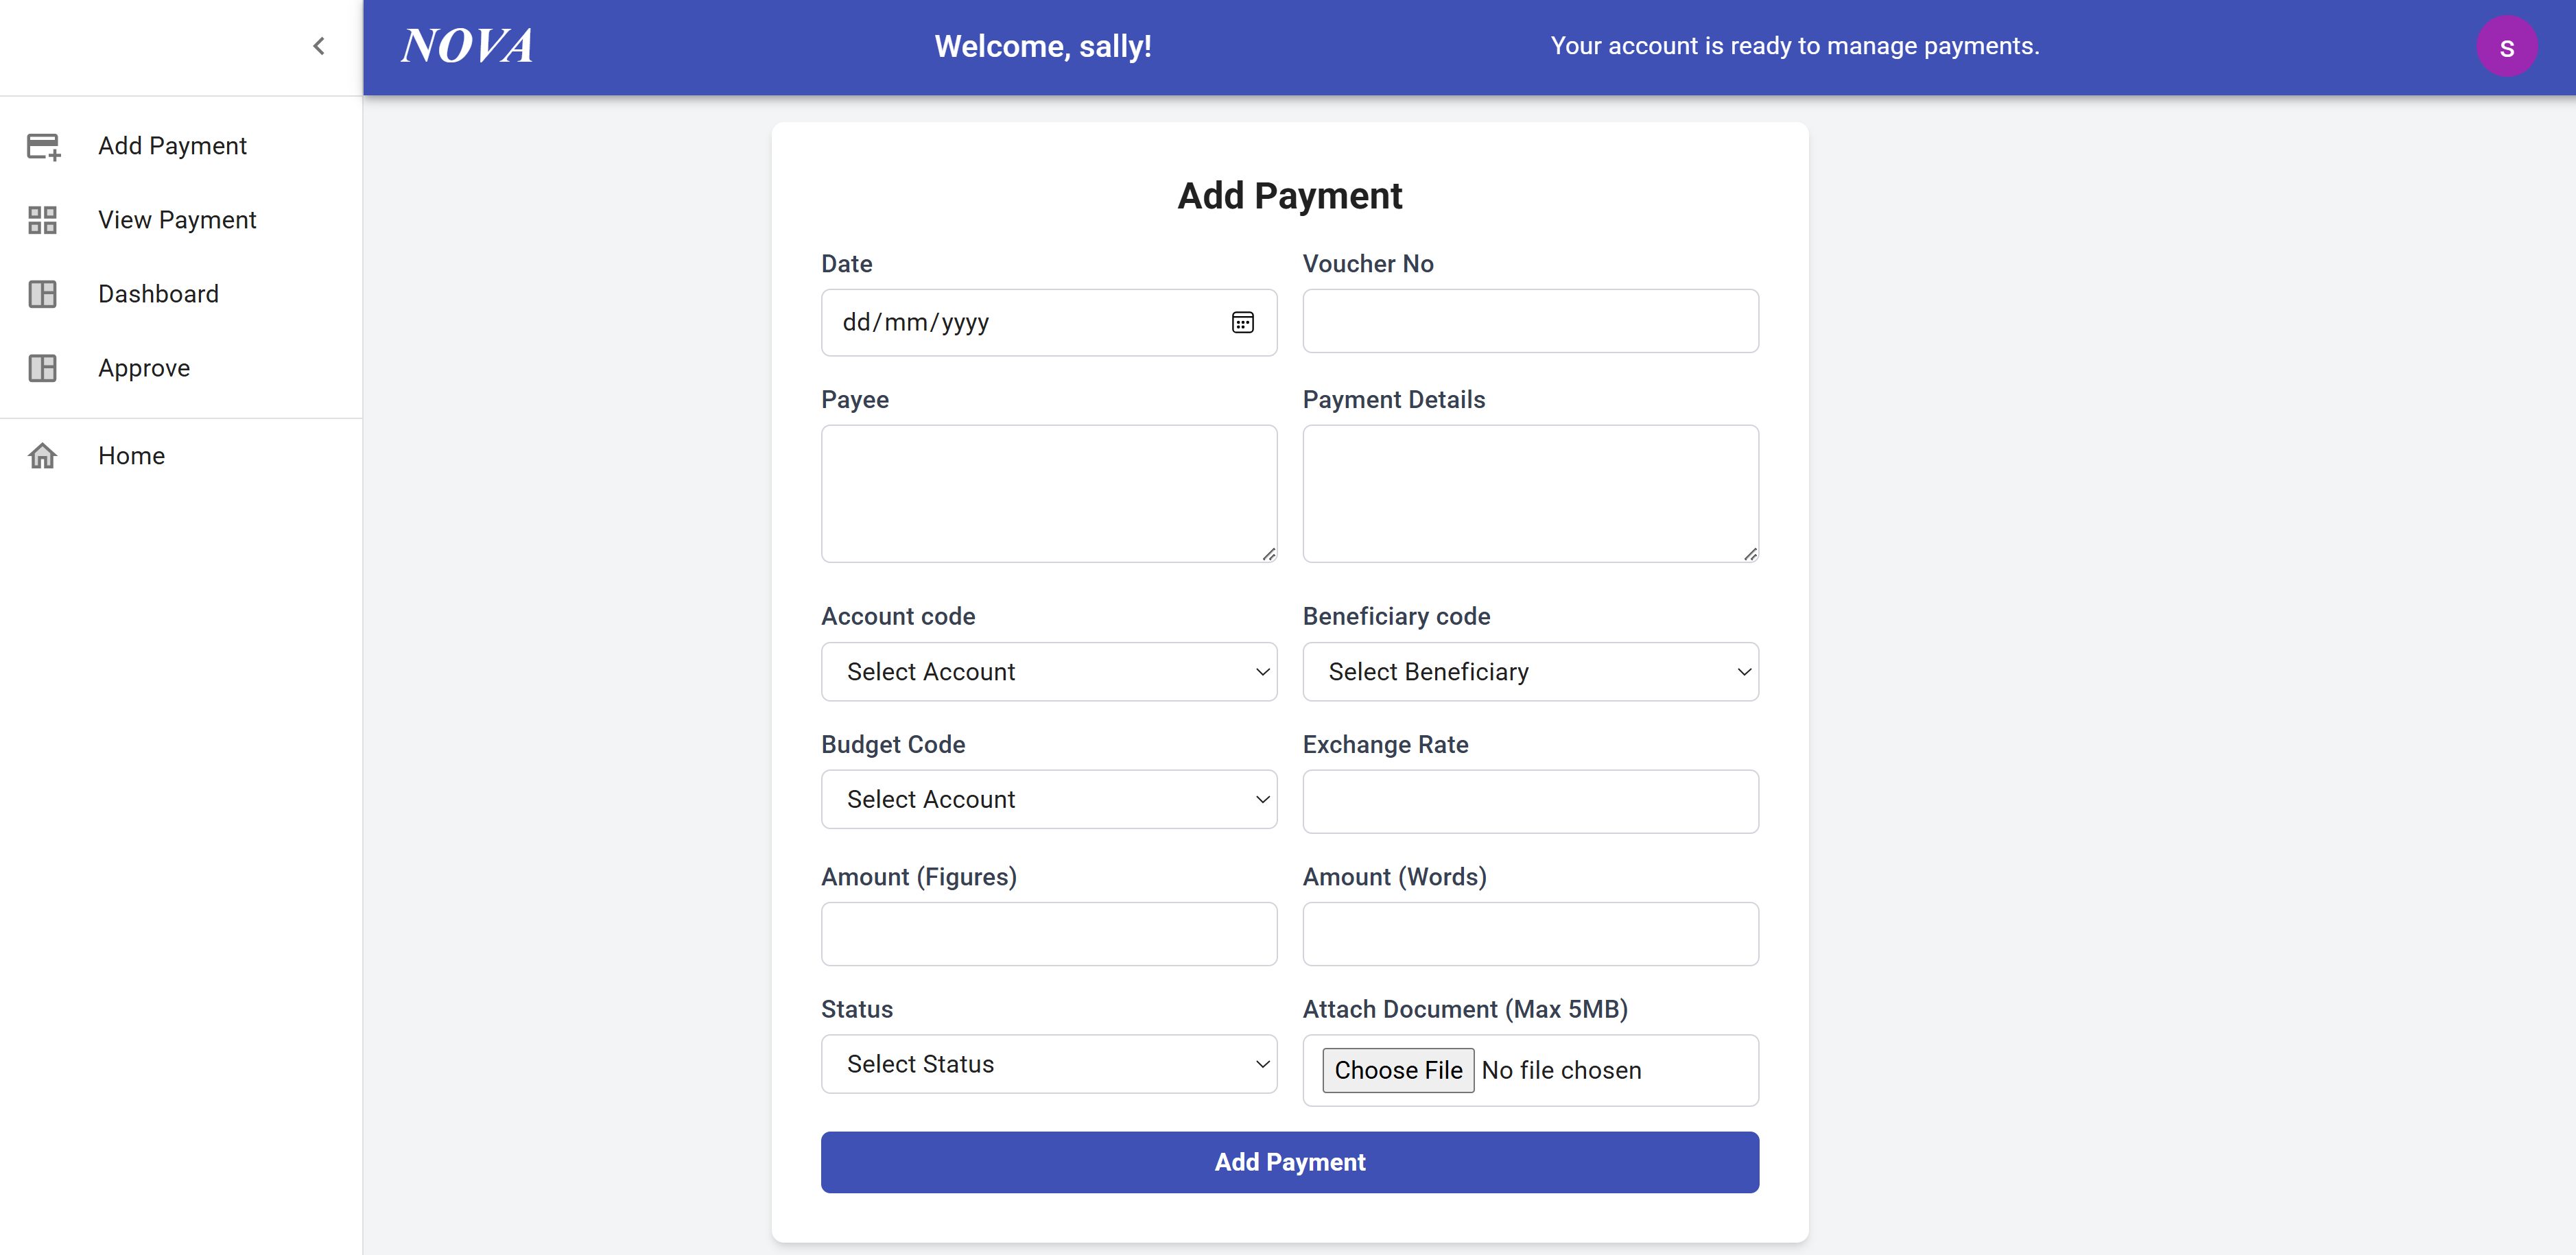 NOVA
Welcome, sally!
Your account is ready to manage payments.
s
Add Payment
View Payment
Dashboard
Approve
Home
Add Payment
Date
Voucher No
dd/mm/yyyy
Payee
Payment Details
Account code
Beneficiary code
Select Account
Select Beneficiary
Budget Code
Exchange Rate
Select Account
Amount (Figures)
Amount (Words)
Status
Attach Document (Max 5MB)
Select Status
Choose File No file chosen
Add Payment